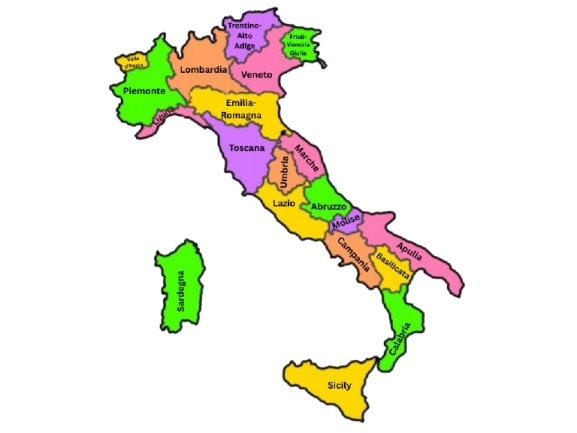 Trentino-
Alto
Adige
Friuli-
Venezia
Giulia
Valle
d'Aosta
Lombardia
Veneto
Piemonte
Emilia-
Romagna
Liguria
Toscana
Marche
Umbria
Lazio
Abruzzo
Molise
Apulia
Campania
Basilicata
Sardegna
Calabria
Sicily